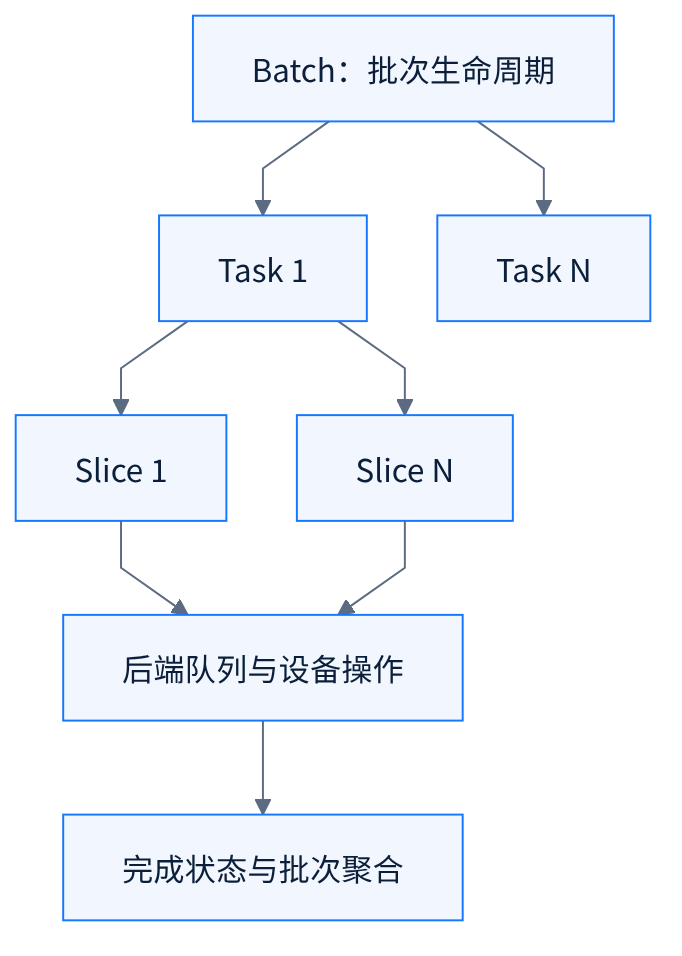 Batch：批次生命周期
Task 1
Task N
Slice 1
Slice N
后端队列与设备操作
完成状态与批次聚合